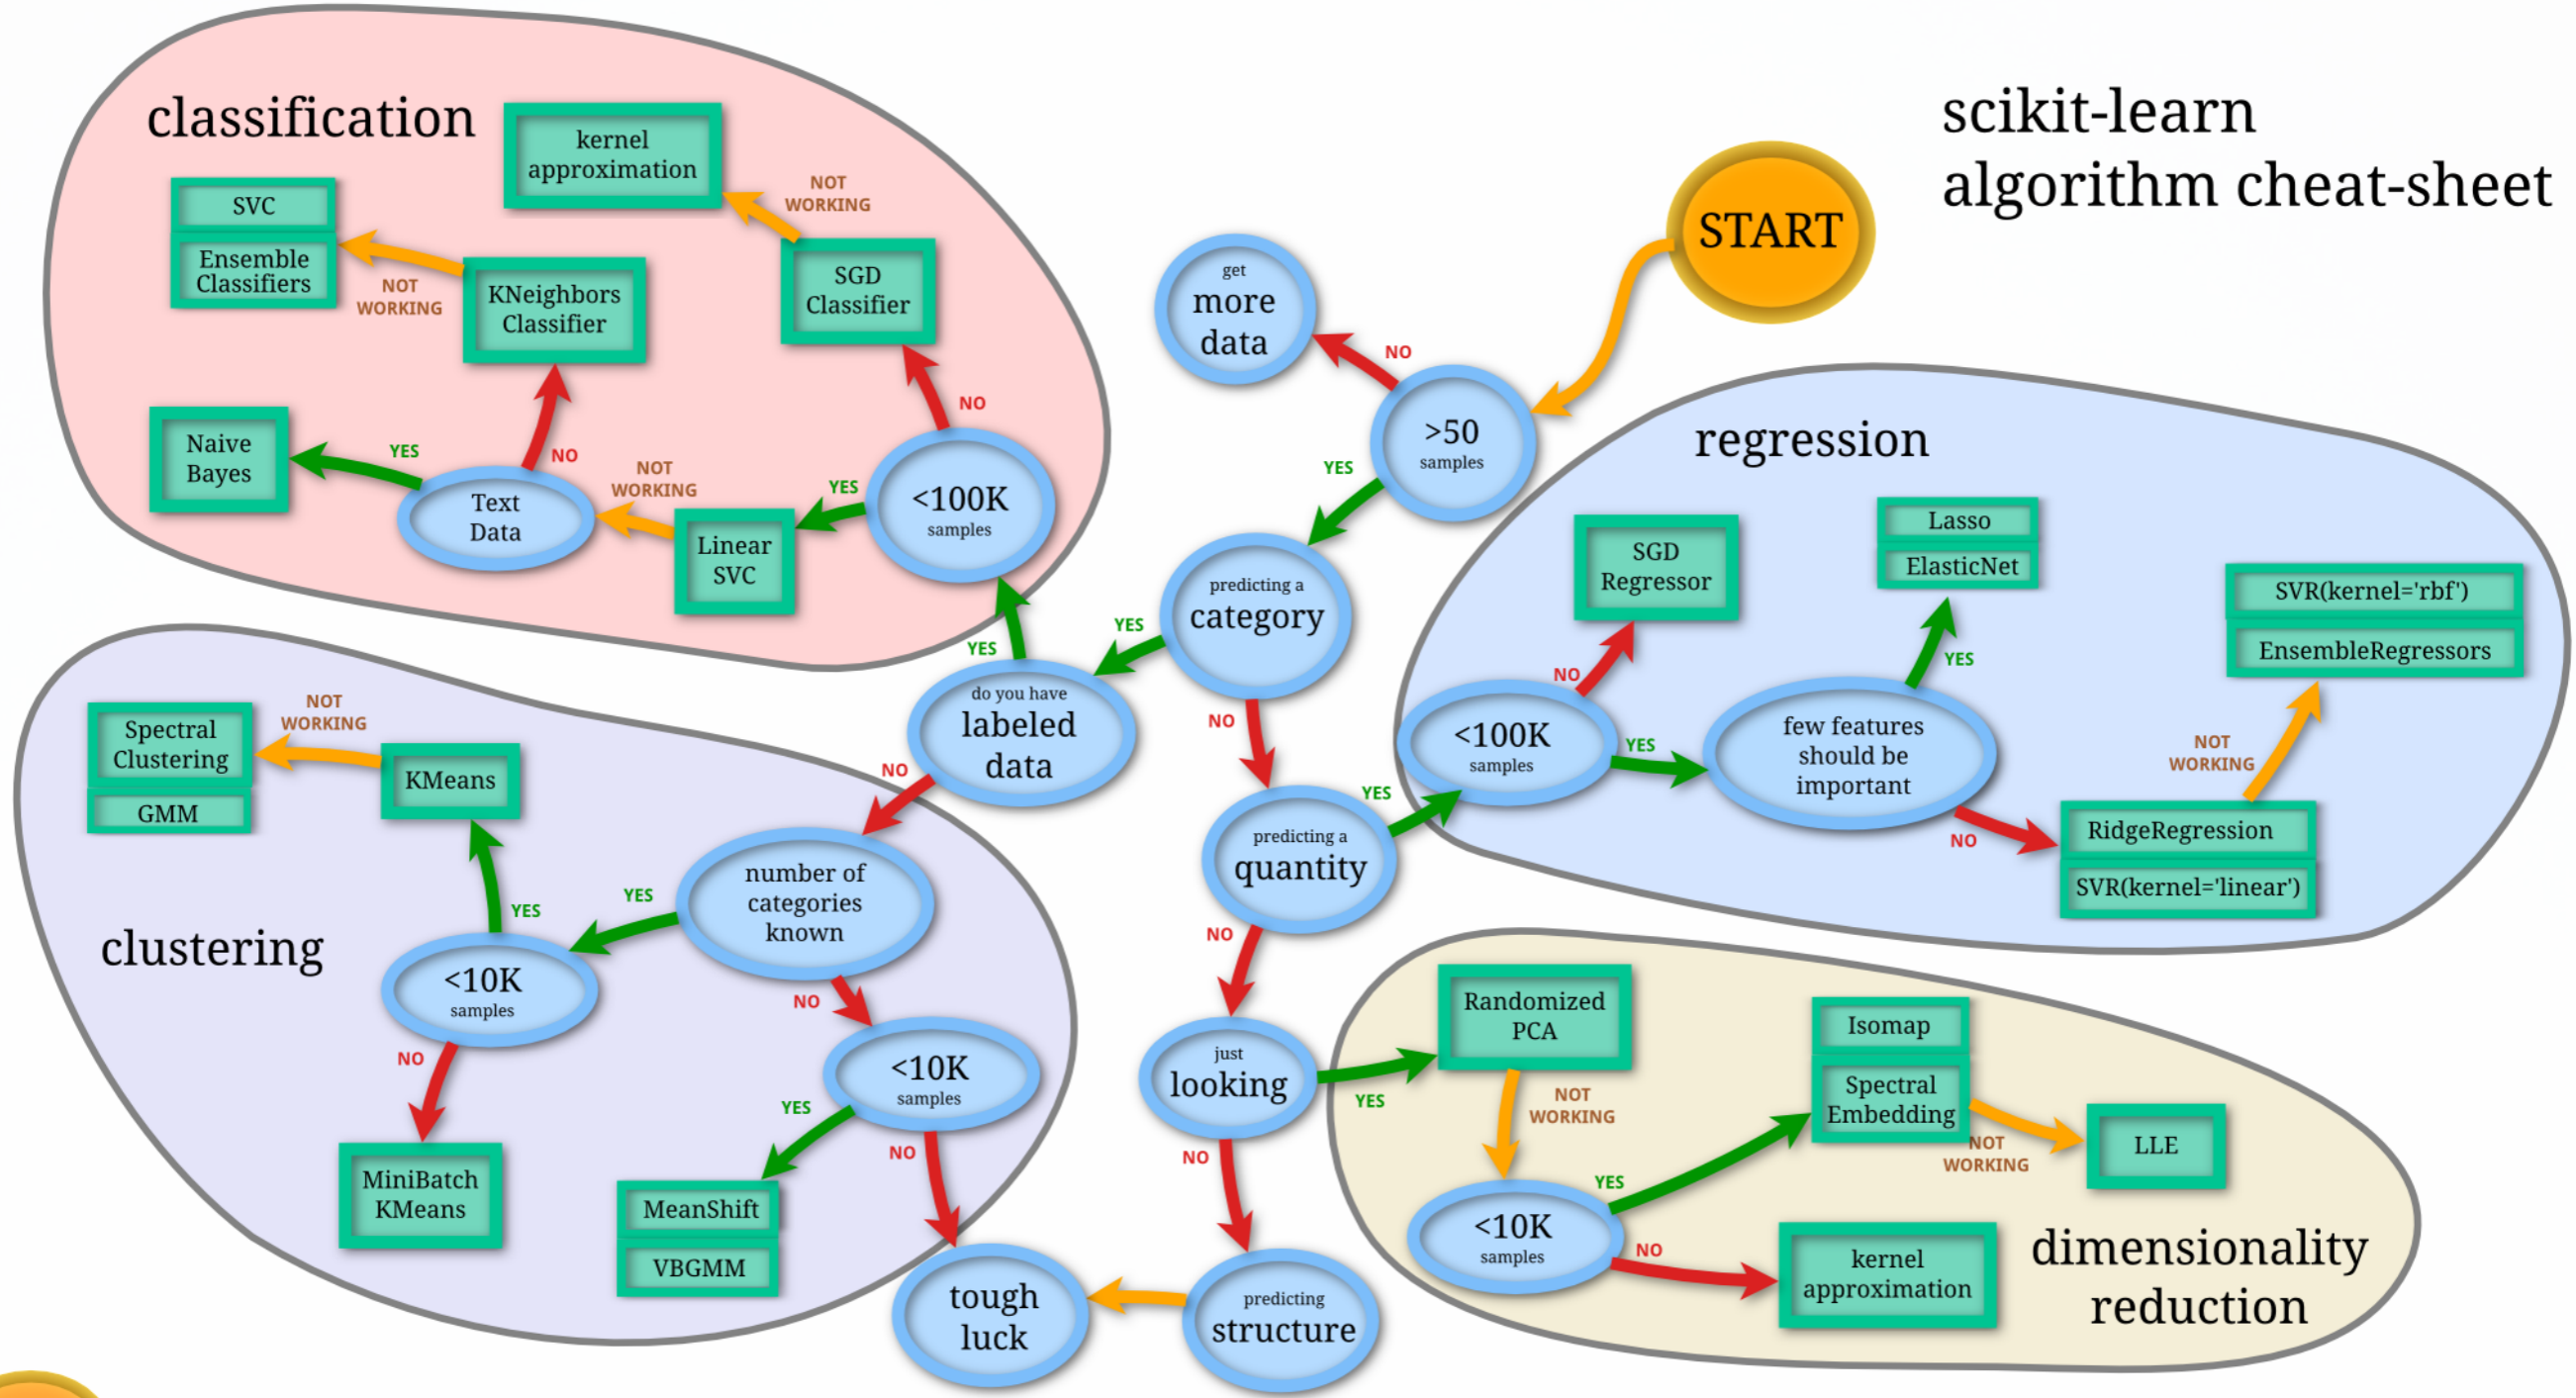 scikit-learn
algorithm cheat-sheet
START
get
more
data
NO
>50
samples
YES
predicting a
category
YES
NO
do you have
labeled
data
YES
NO
predicting a
quantity
YES
NO
just
looking
YES
NO
predicting
structure
tough
luck
classification
kernel
approximation
NOT
WORKING
SVC
Ensemble
Classifiers
NOT
WORKING
KNeighbors
Classifier
SGD
Classifier
NO
Naive
Bayes
YES
NO
Text
Data
NOT
WORKING
Linear
SVC
YES
<100K
samples
regression
SGD
Regressor
Lasso
ElasticNet
SVR(kernel='rbf')
EnsembleRegressors
NO
YES
<100K
samples
YES
few features
should be
important
NOT
WORKING
NO
RidgeRegression
SVR(kernel='linear')
clustering
Spectral
Clustering
GMM
NOT
WORKING
KMeans
YES
number of
categories
known
YES
<10K
samples
NO
NO
<10K
samples
YES
NO
MiniBatch
KMeans
MeanShift
VBGMM
dimensionality
reduction
Randomized
PCA
NOT
WORKING
Isomap
Spectral
Embedding
NOT
WORKING
LLE
YES
<10K
samples
NO
kernel
approximation